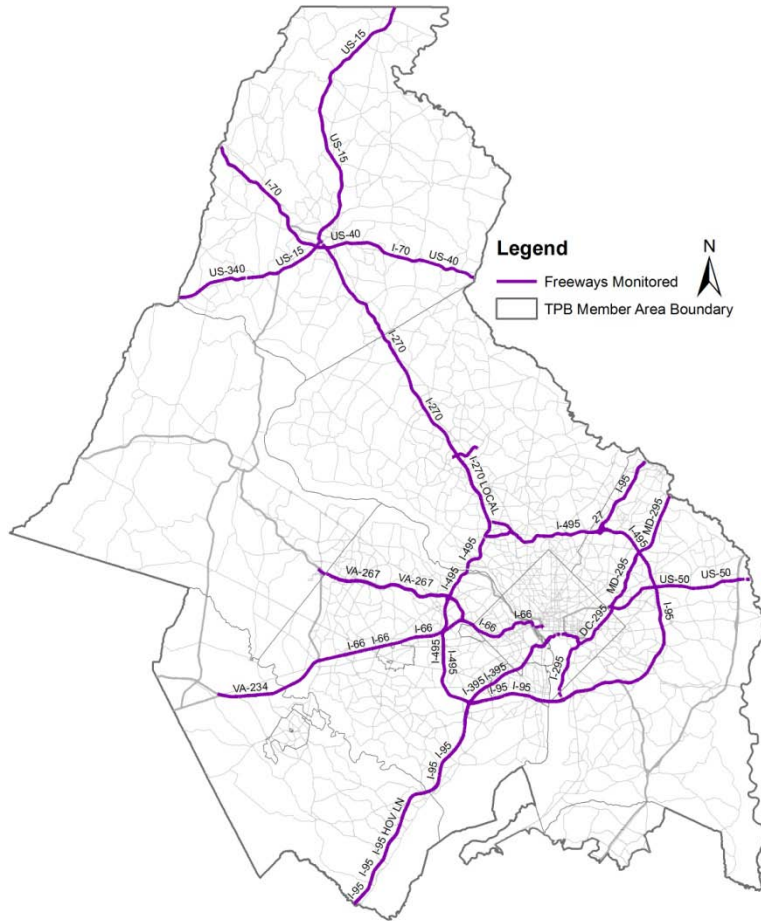 US-15
US-15
I-70
US-40
US-15
I-70
US-40
US-340
Legend
N
Freeways Monitored
TPB Member Area Boundary
I-270
I-270
I-270 LOCAL
I-95
27
MD-295
I-495
I-495
I-495
I-495
MD-295
US-50
US-50
VA-267
VA-267
I-66
I-66
DC-295
I-95
I-66
I-66
I-66
I-495
I-495
I-395
I-395
I-295
VA-234
I-95
I-95
I-95
I-95
I-95 HOV LN
I-95
I-95